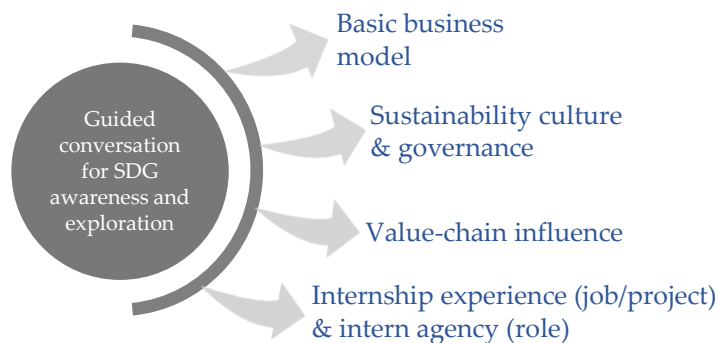 Guided
conversation
for SDG
awareness and
exploration
Basic business
model
Sustainability culture
& governance
Value-chain influence
Internship experience (job/project)
& intern agency (role)